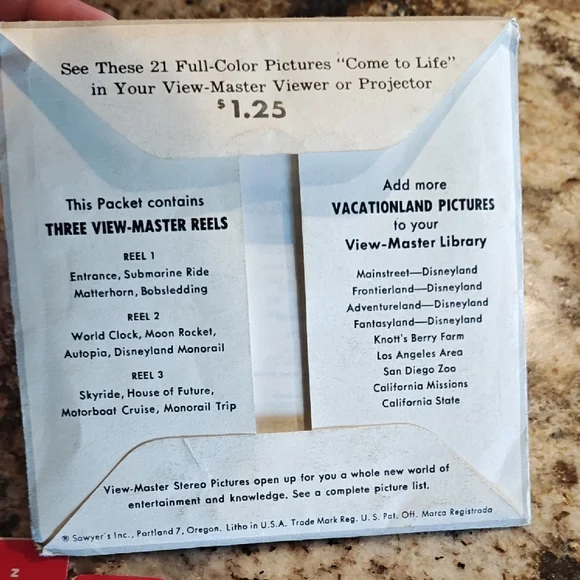 See These 21 Full-Color Pictures "Come to Life"
in Your View-Master Viewer or Projector
$1.25
This Packet contains
THREE VIEW-MASTER REELS
REEL 1
Entrance, Submarine Ride
Matterhorn, Bobsledding
REEL 2
World Clock, Moon Rocket,
Autopia, Disneyland Monorail
REEL 3
Skyride, House of Future,
Motorboat Cruise, Monorail Trip
Add more
VACATIONLAND PICTURES
to your
View-Master Library
Mainstreet—Disneyland
Frontierland—Disneyland
Adventureland—Disneyland
Fantasyland—Disneyland
Knott's Berry Farm
Los Angeles Area
San Diego Zoo
California Missions
California State
View-Master Stereo Pictures open up for you a whole new world of
entertainment and knowledge. See a complete picture list.
® Sawyer's Inc., Portland 7, Oregon. Litho in U.S.A. Trade Mark Reg. U. S. Pat. Off. Marca Registrada